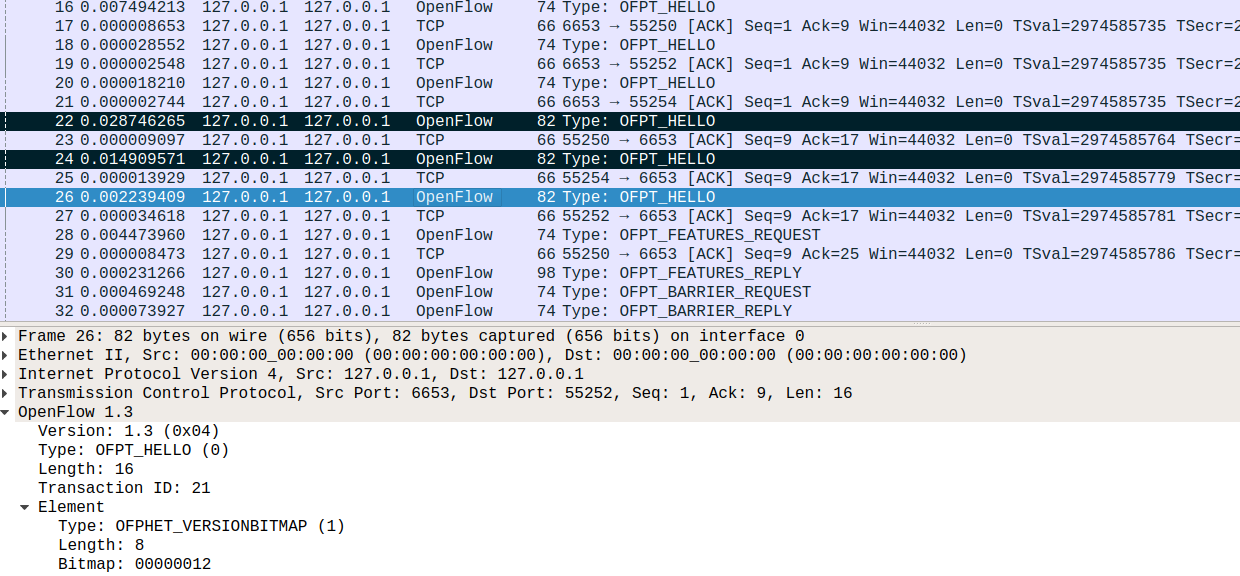 16 0.007494213 127.0.0.1 127.0.0.1 OpenFlow 74 Type: OFPT_HELLO
17 0.000008653 127.0.0.1 127.0.0.1 TCP 66 6653 → 55250 [ACK] Seq=1 Ack=9 Win=44032 Len=0 TSval=2974585735 TSecr=2
18 0.000028552 127.0.0.1 127.0.0.1 OpenFlow 74 Type: OFPT_HELLO
19 0.000002548 127.0.0.1 127.0.0.1 TCP 66 6653 → 55252 [ACK] Seq=1 Ack=9 Win=44032 Len=0 TSval=2974585735 TSecr=2
20 0.000018210 127.0.0.1 127.0.0.1 OpenFlow 74 Type: OFPT_HELLO
21 0.000002744 127.0.0.1 127.0.0.1 TCP 66 6653 → 55254 [ACK] Seq=1 Ack=9 Win=44032 Len=0 TSval=2974585735 TSecr=2
22 0.028746265 127.0.0.1 127.0.0.1 OpenFlow 82 Type: OFPT_HELLO
23 0.000009097 127.0.0.1 127.0.0.1 TCP 66 55250 → 6653 [ACK] Seq=9 Ack=17 Win=44032 Len=0 TSval=2974585764 TSecr=
24 0.014909571 127.0.0.1 127.0.0.1 OpenFlow 82 Type: OFPT_HELLO
25 0.000013929 127.0.0.1 127.0.0.1 TCP 66 55254 → 6653 [ACK] Seq=9 Ack=17 Win=44032 Len=0 TSval=2974585779 TSecr=
26 0.002239409 127.0.0.1 127.0.0.1 OpenFlow 82 Type: OFPT_HELLO
27 0.000034618 127.0.0.1 127.0.0.1 TCP 66 55252 → 6653 [ACK] Seq=9 Ack=17 Win=44032 Len=0 TSval=2974585781 TSecr=
28 0.004473960 127.0.0.1 127.0.0.1 OpenFlow 74 Type: OFPT_FEATURES_REQUEST
29 0.000008473 127.0.0.1 127.0.0.1 TCP 66 55250 → 6653 [ACK] Seq=9 Ack=25 Win=44032 Len=0 TSval=2974585786 TSecr=
30 0.000231266 127.0.0.1 127.0.0.1 OpenFlow 98 Type: OFPT_FEATURES_REPLY
31 0.000469248 127.0.0.1 127.0.0.1 OpenFlow 74 Type: OFPT_BARRIER_REQUEST
32 0.000073927 127.0.0.1 127.0.0.1 OpenFlow 74 Type: OFPT_BARRIER_REPLY
Frame 26: 82 bytes on wire (656 bits), 82 bytes captured (656 bits) on interface 0
Ethernet II, Src: 00:00:00_00:00:00 (00:00:00:00:00:00), Dst: 00:00:00_00:00:00 (00:00:00:00:00:00)
Internet Protocol Version 4, Src: 127.0.0.1, Dst: 127.0.0.1
Transmission Control Protocol, Src Port: 6653, Dst Port: 55252, Seq: 1, Ack: 9, Len: 16
OpenFlow 1.3
Version: 1.3 (0x04)
Type: OFPT_HELLO (0)
Length: 16
Transaction ID: 21
Element
Type: OFPHET_VERSIONBITMAP (1)
Length: 8
Bitmap: 00000012